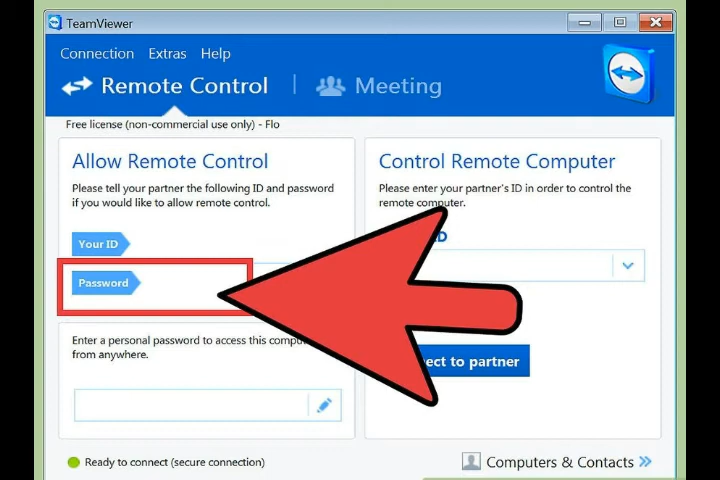 TeamViewer
Connection Extras Help
Remote Control Meeting
Free license (non-commercial use only) - Flo
Allow Remote Control
Please tell your partner the following ID and password
if you would like to allow remote control.
Your ID
Password
Enter a personal password to access this
from anywhere.
Ready to connect (secure connection)
Control Remote Computer
Please enter your partner's ID in order to control the
remote computer.
ID
to partner
Computers & Contacts